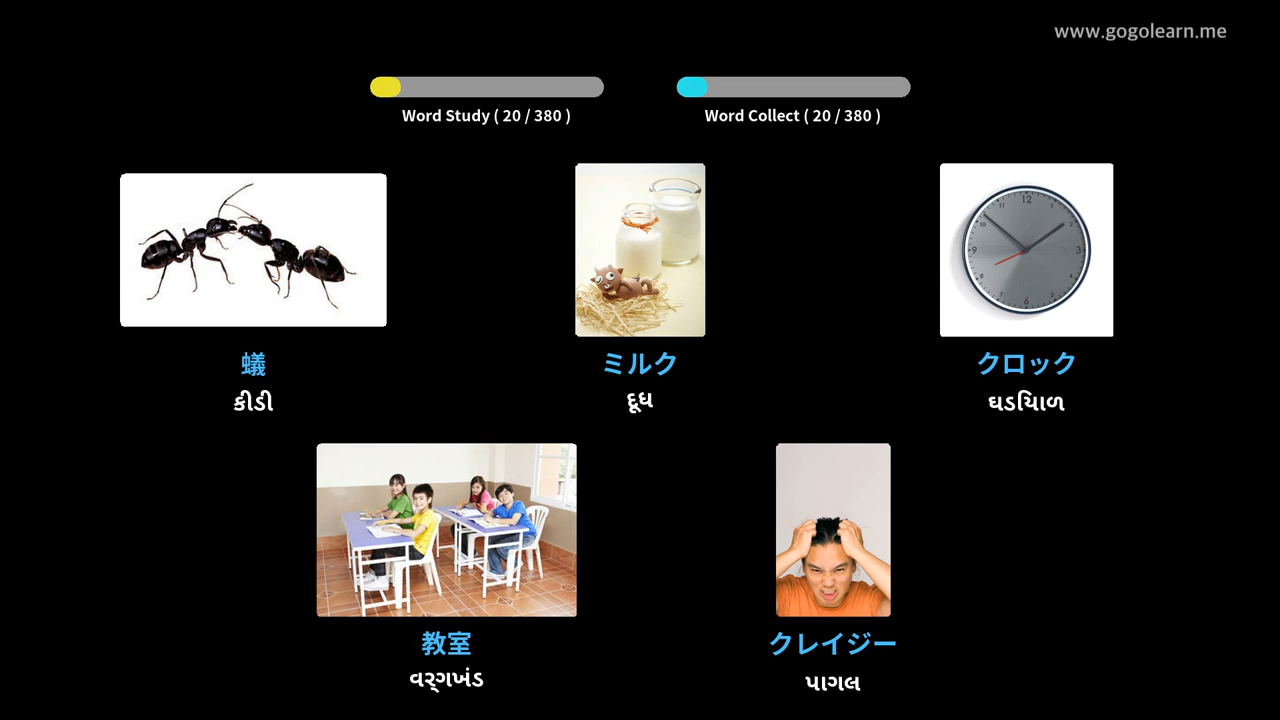 www.gogolearn.me
Word Study ( 20 / 380 )
Word Collect ( 20 / 380 )
蟻
કીડી
ミルク
દૂધ
クロック
ઘડિયાળ
教室
વર્ગખંડ
クレイジー
પાગલ